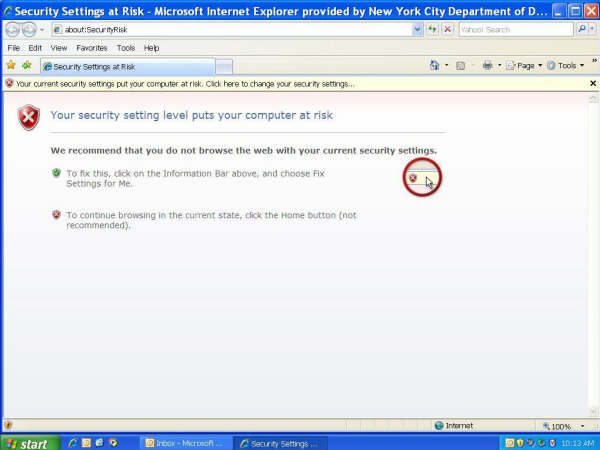 Security Settings at Risk - Microsoft Internet Explorer provided by New York City Department of D...
about:SecurityRisk
Yahoo! Search
File Edit View Favorites Tools Help
Security Settings at Risk
Page Tools
Your current security settings put your computer at risk. Click here to change your security settings...
Your security setting level puts your computer at risk
We recommend that you do not browse the web with your current security settings.
To fix this, click on the Information Bar above, and choose Fix
Settings for Me.
To continue browsing in the current state, click the Home button (not
recommended).
Internet
100%
start
Inbox - Microsoft ...
Security Settings ...
10:13 AM